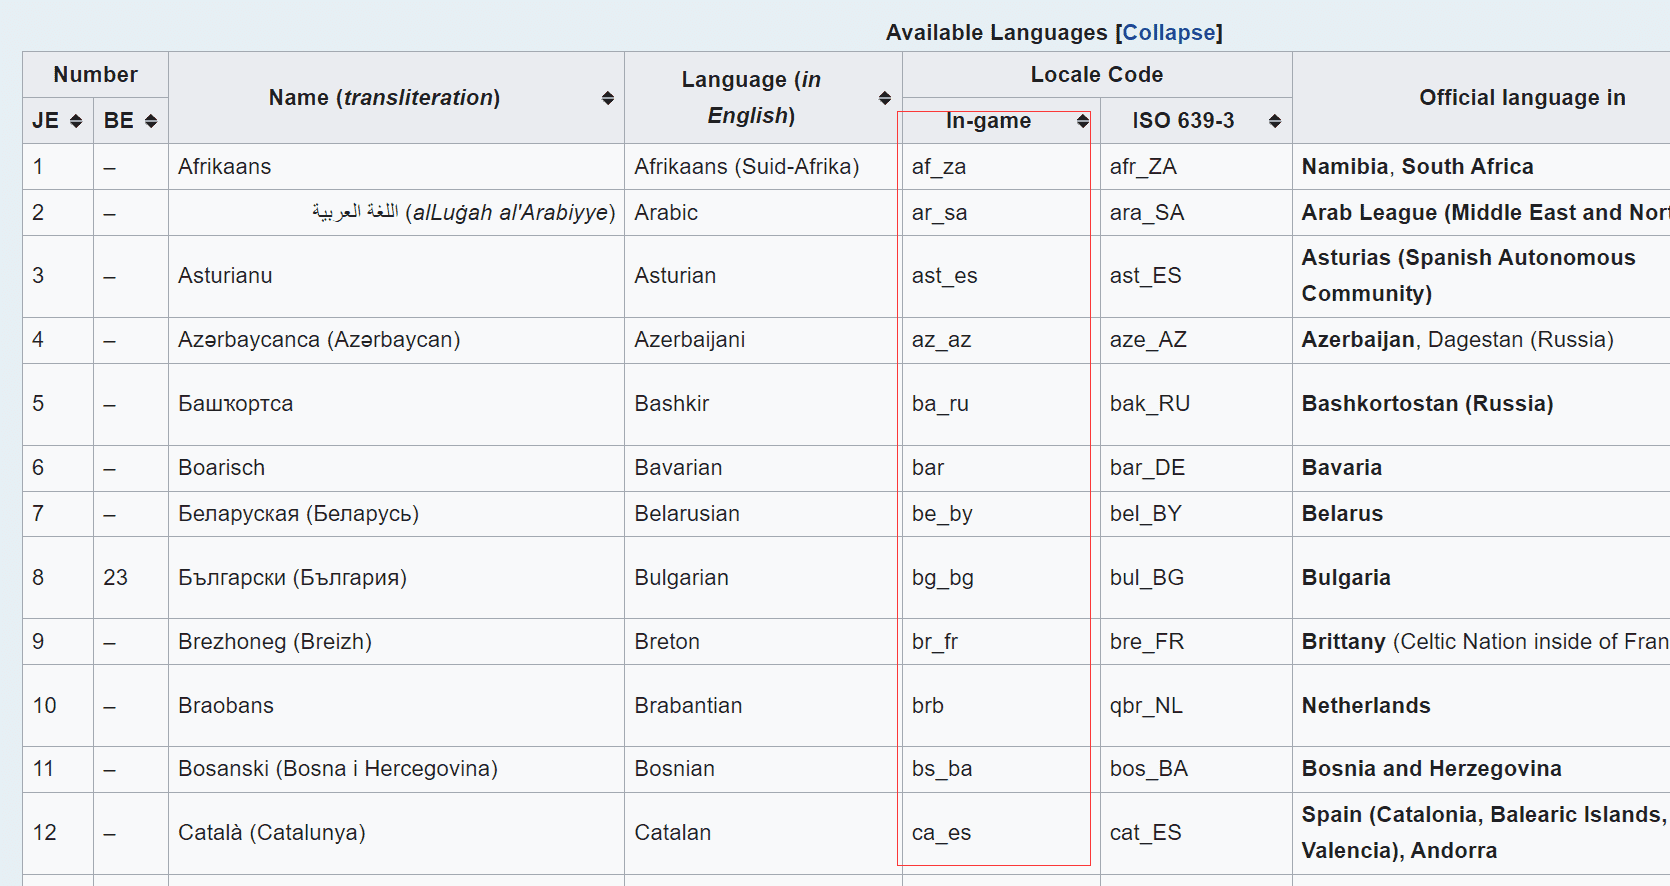 Available Languages [Collapse]
Number Name (transliteration) Language (in English) Locale Code Official language in
JE BE In-game ISO 639-3
1 – Afrikaans Afrikaans (Suid-Afrika) af_za afr_ZA Namibia, South Africa
2 – اللغة العربية (alLuġah al'Arabiyye) Arabic ar_sa ara_SA Arab League (Middle East and Nort
3 – Asturianu Asturian ast_es ast_ES Asturias (Spanish Autonomous
Community)
4 – Azərbaycanca (Azərbaycan) Azerbaijani az_az aze_AZ Azerbaijan, Dagestan (Russia)
5 – Башҡортса Bashkir ba_ru bak_RU Bashkortostan (Russia)
6 – Boarisch Bavarian bar bar_DE Bavaria
7 – Беларуская (Беларусь) Belarusian be_by bel_BY Belarus
8 23 Български (България) Bulgarian bg_bg bul_BG Bulgaria
9 – Brezhoneg (Breizh) Breton br_fr bre_FR Brittany (Celtic Nation inside of Fran
10 – Braobans Brabantian brb qbr_NL Netherlands
11 – Bosanski (Bosna i Hercegovina) Bosnian bs_ba bos_BA Bosnia and Herzegovina
12 – Català (Catalunya) Catalan ca_es cat_ES Spain (Catalonia, Balearic Islands,
Valencia), Andorra